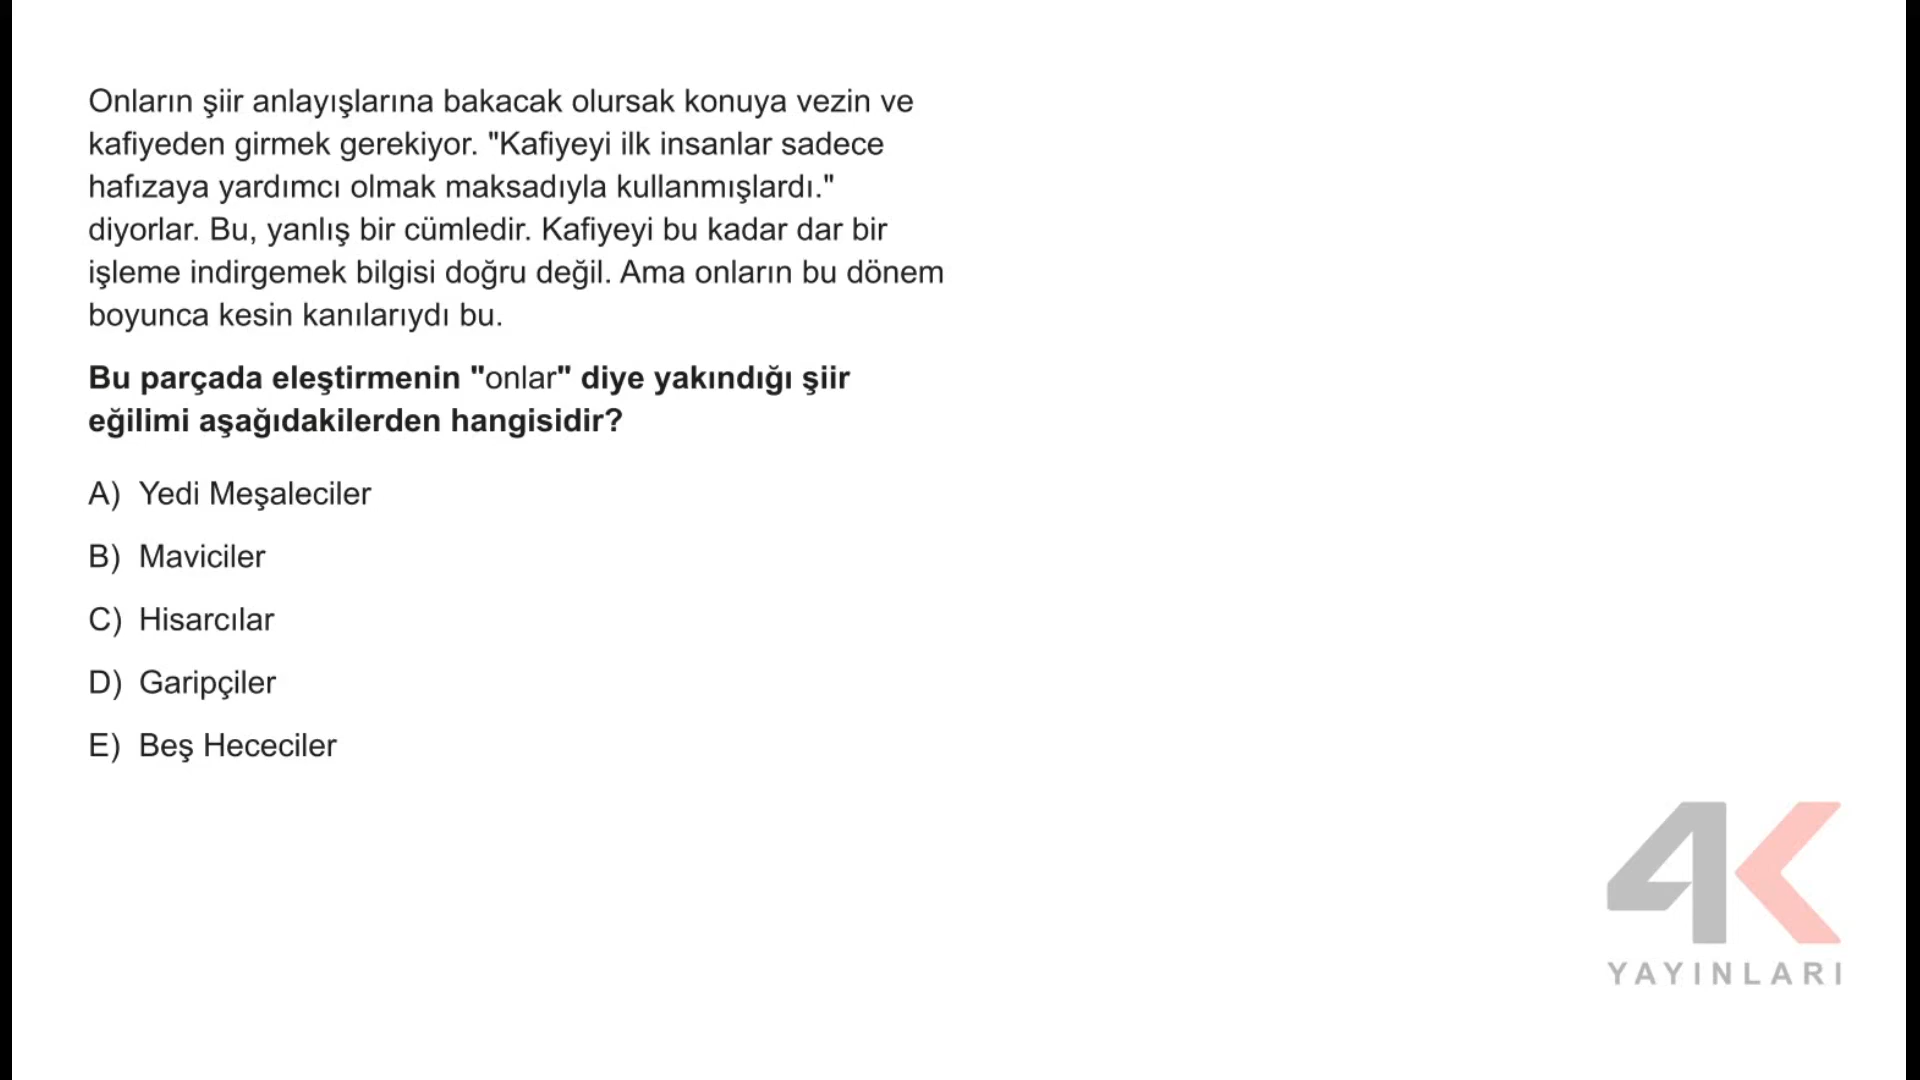 Onların şiir anlayışlarına bakacak olursak konuya vezin ve
kafiyeden girmek gerekiyor. "Kafiyeyi ilk insanlar sadece
hafızaya yardımcı olmak maksadıyla kullanmışlardı."
diyorlar. Bu, yanlış bir cümledir. Kafiyeyi bu kadar dar bir
işleme indirgemek bilgisi doğru değil. Ama onların bu dönem
boyunca kesin kanılarıydı bu.
Bu parçada eleştirmenin "onlar" diye yakındığı şiir
eğilimi aşağıdakilerden hangisidir?
A) Yedi Meşaleciler
B) Maviciler
C) Hisarcılar
D) Garipçiler
E) Beş Hececiler
4K
YAYINLARI